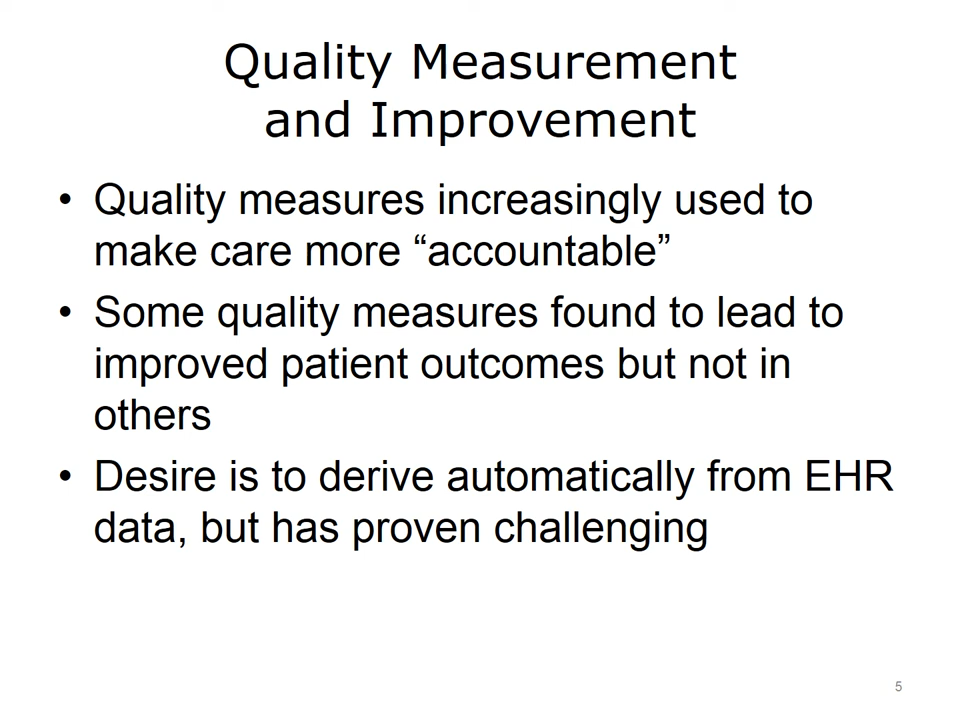 Quality Measurement
and Improvement
• Quality measures increasingly used to
make care more “accountable”
• Some quality measures found to lead to
improved patient outcomes but not in
others
• Desire is to derive automatically from EHR
data, but has proven challenging
5